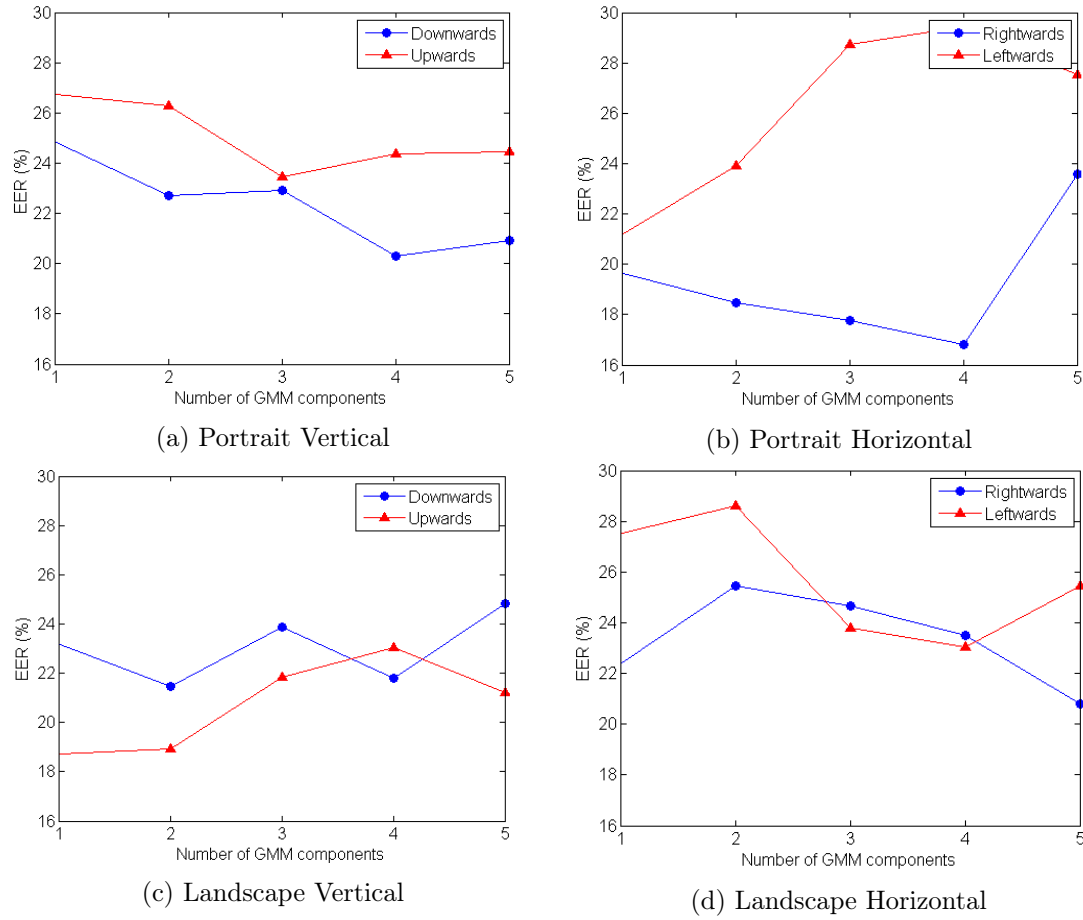 30
28
26
24
22
20
18
16
EER (%)
Downwards
Upwards
1 2 3 4 5
Number of GMM components
(a) Portrait Vertical
30
28
26
24
22
20
18
16
EER (%)
Rightwards
Leftwards
1 2 3 4 5
Number of GMM components
(b) Portrait Horizontal
30
28
26
24
22
20
18
16
EER (%)
Downwards
Upwards
1 2 3 4 5
Number of GMM components
(c) Landscape Vertical
30
28
26
24
22
20
18
16
EER (%)
Rightwards
Leftwards
1 2 3 4 5
Number of GMM components
(d) Landscape Horizontal